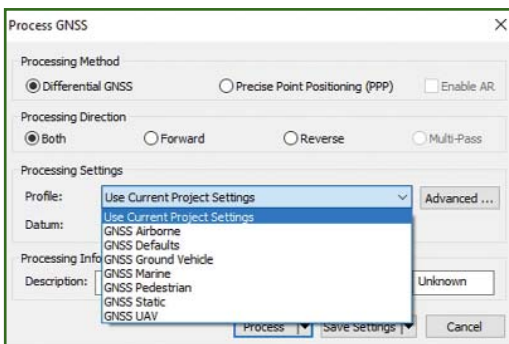 Process GNSS
Processing Method
Differential GNSS Precise Point Positioning (PPP) Enable AR
Processing Direction
Both Forward Reverse Multi-Pass
Processing Settings
Profile: Use Current Project Settings Advanced ...
Use Current Project Settings
Datum: GNSS Airborne
GNSS Defaults
Processing Info GNSS Ground Vehicle
GNSS Marine
Description: GNSS Pedestrian Unknown
GNSS Static
GNSS UAV
Process Save Settings Cancel